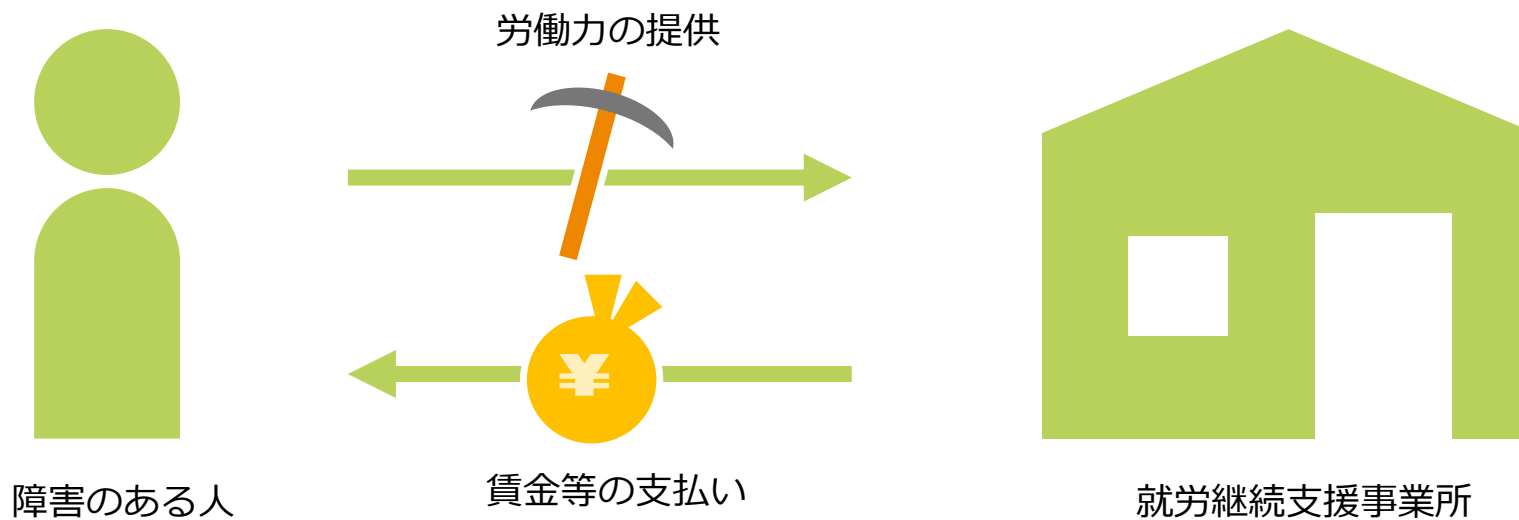 労働力の提供
¥
賃金等の支払い
障害のある人
就労継続支援事業所